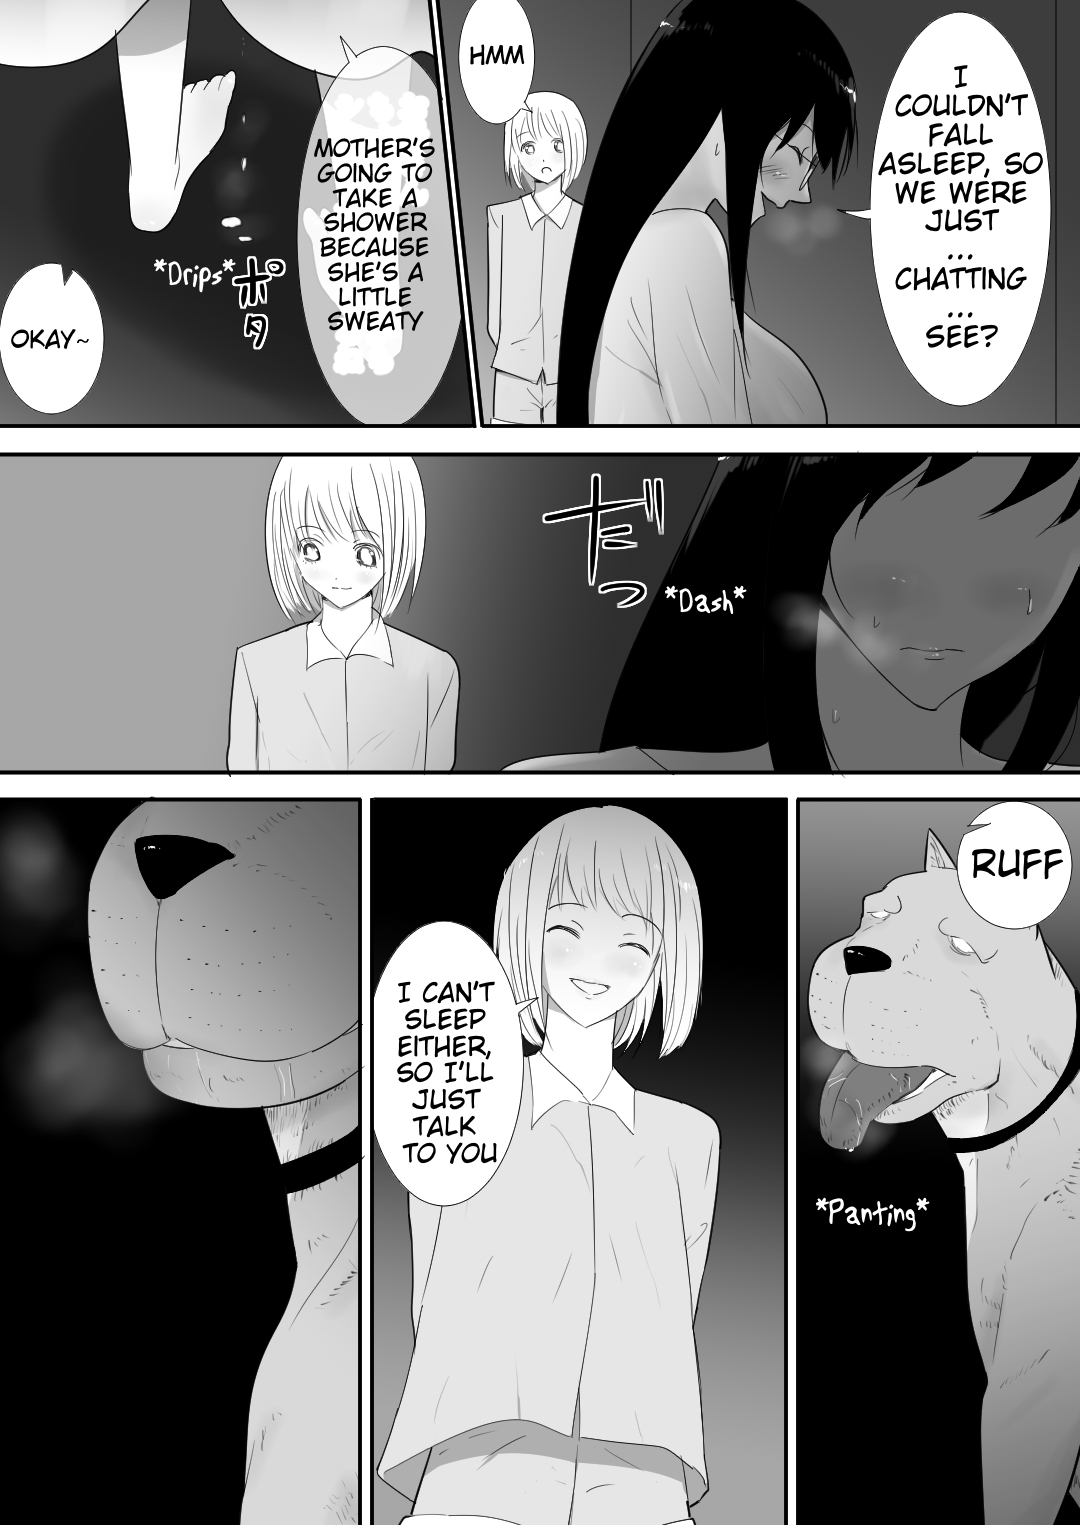 I
COULDN'T
FALL
ASLEEP, SO
WE WERE
JUST
...
CHATTING
...
SEE?
HMM
MOTHER'S
GOING TO
TAKE A
SHOWER
BECAUSE
SHE'S A
LITTLE
SWEATY
*Drips*
ポタ
OKAY~
だっ
*Dash*
RUFF
*Panting*
I CAN'T
SLEEP
EITHER,
SO I'LL
JUST
TALK
TO YOU